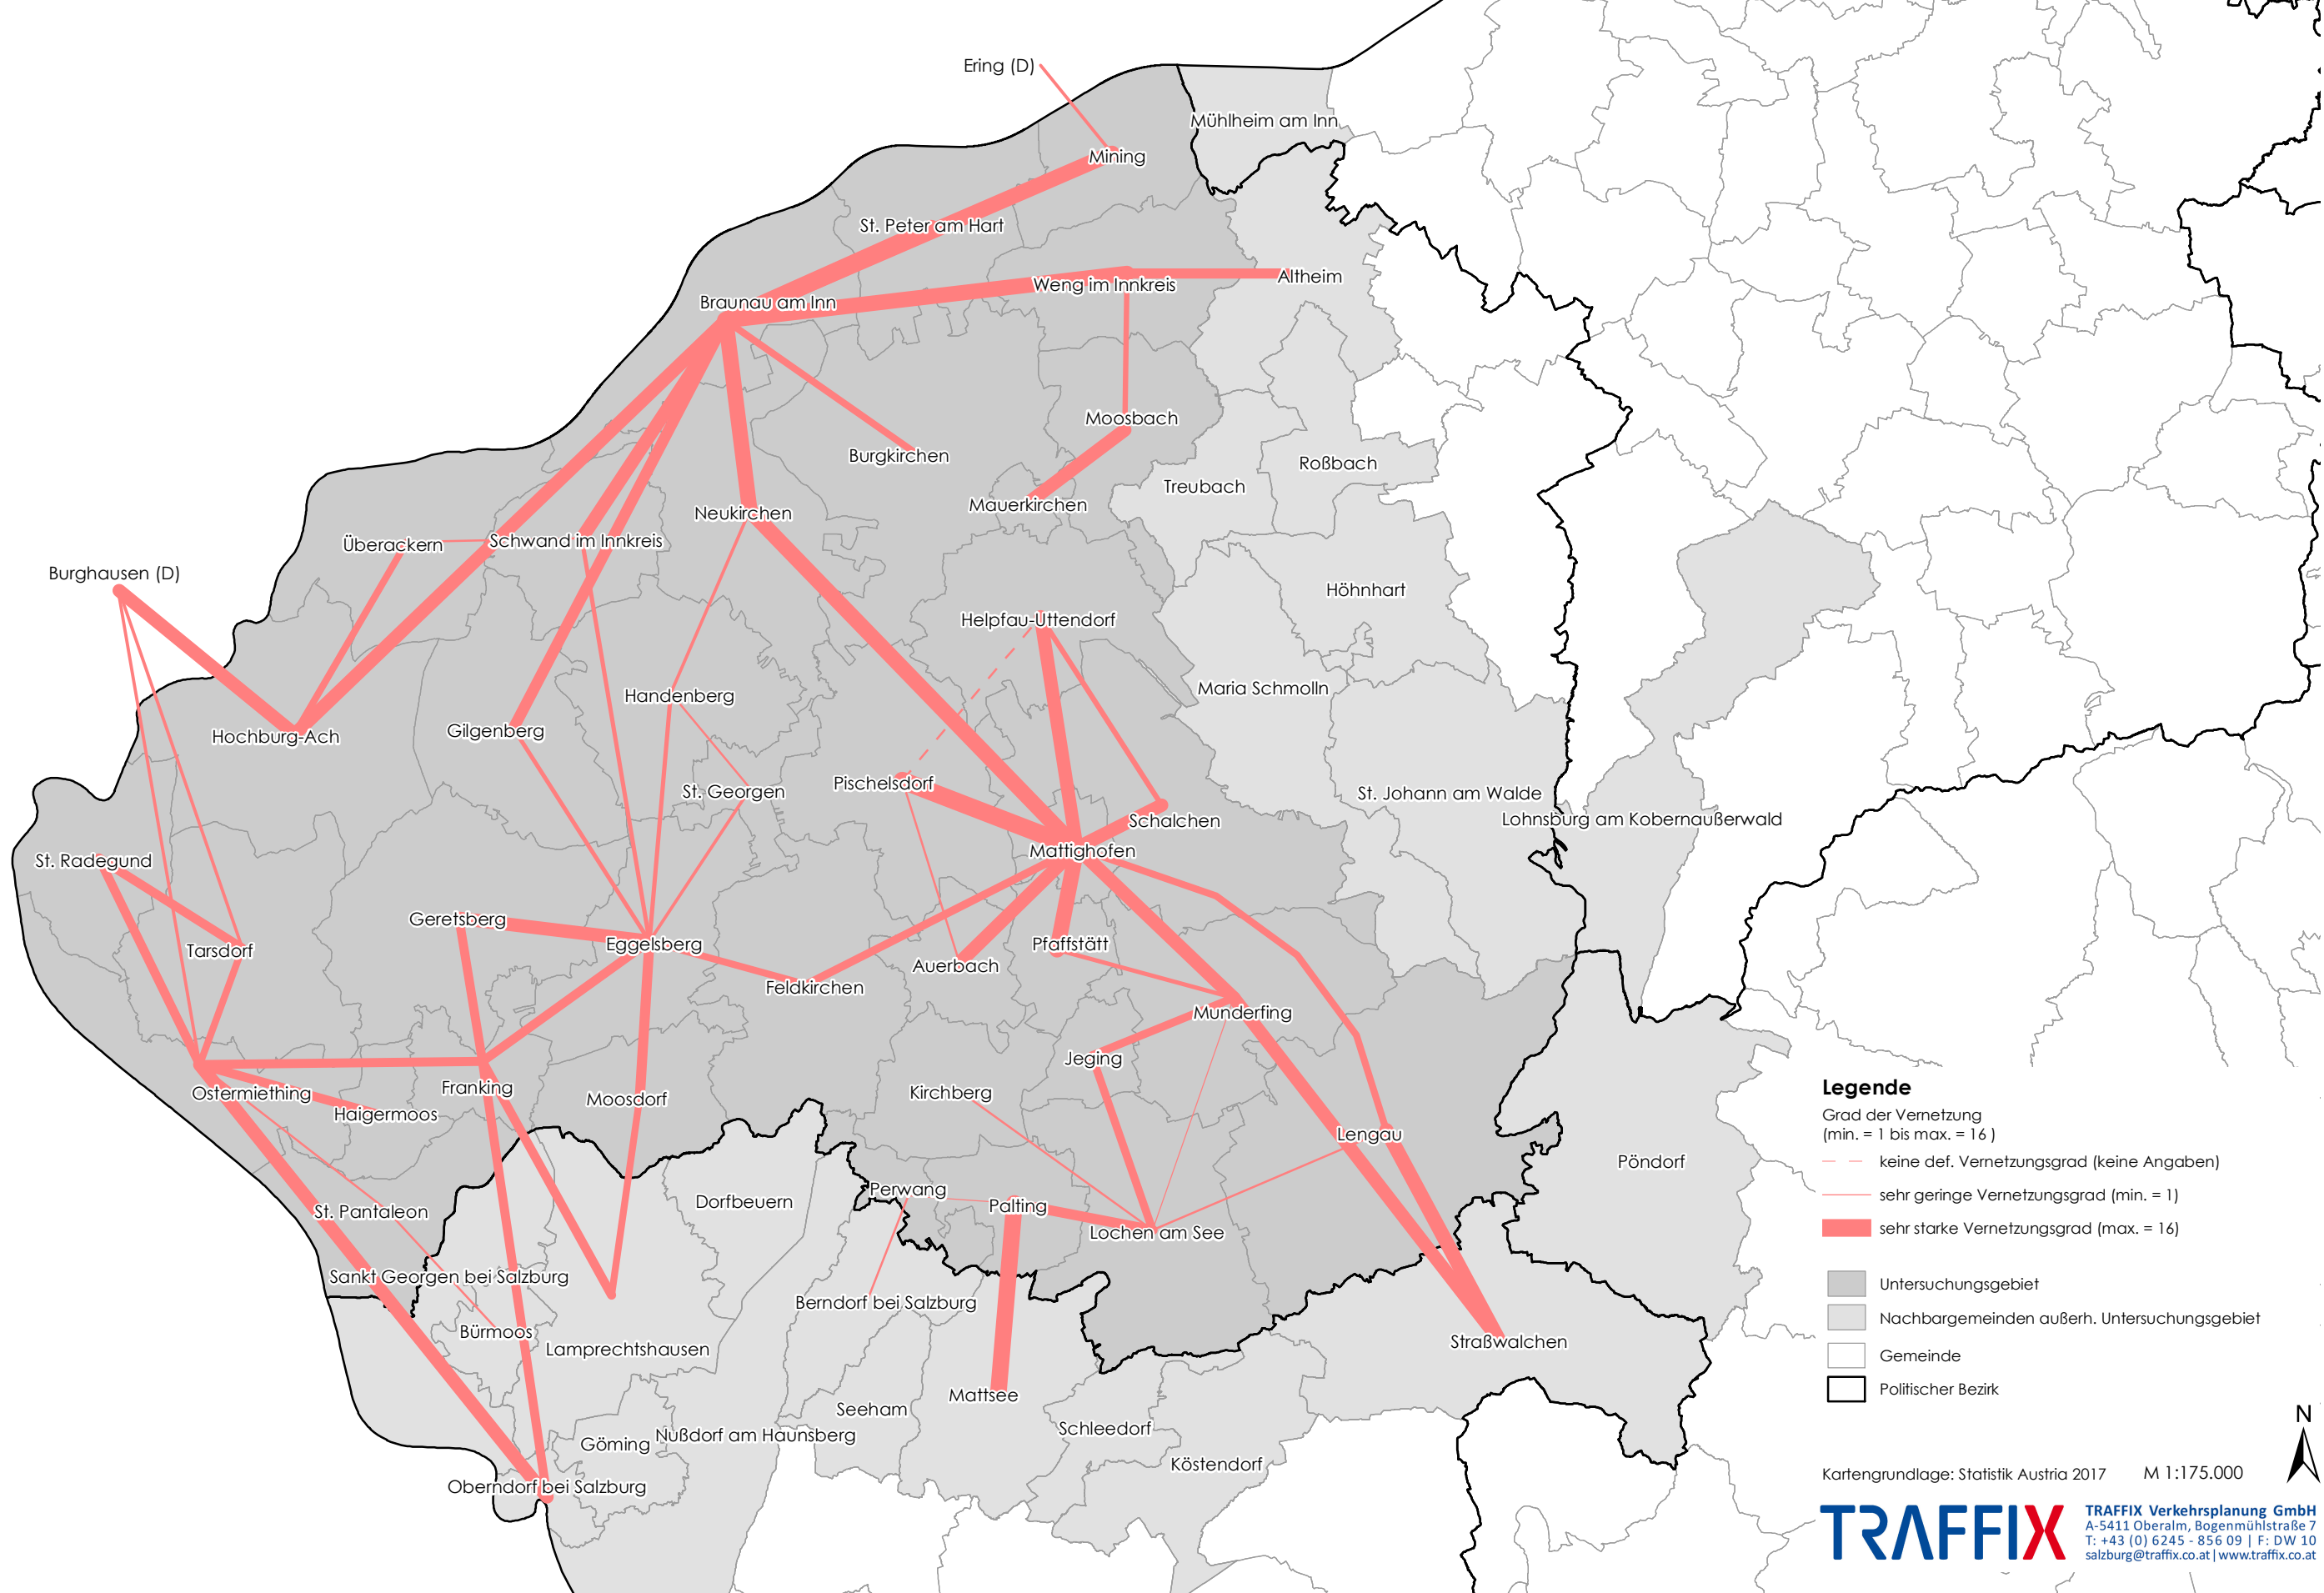 Ering (D)
Mühlheim am Inn
Mining
St. Peter am Hart
Altheim
Weng im Innkreis
Braunau am Inn
Moosbach
Burgkirchen
Roßbach
Treubach
Mauerkirchen
Neukirchen
Schwand im Innkreis
Überackern
Burghausen (D)
Höhnhart
Helpfau-Uttendorf
Maria Schmolln
Handenberg
Gilgenberg
Hochburg-Ach
Pischelsdorf
St. Georgen
St. Johann am Walde
Lohnsburg am Kobernaußerwald
Schalchen
Mattighofen
St. Radegund
Geretsberg
Eggelsberg
Pfaffstätt
Tarsdorf
Auerbach
Feldkirchen
Munderfing
Jeging
Franking
Ostermiething
Kirchberg
Moosdorf
Haigermoos
Lengau
Pöndorf
Perwang
Dorfbeuern
Palting
St. Pantaleon
Lochen am See
Sankt Georgen bei Salzburg
Berndorf bei Salzburg
Bürmoos
Straßwalchen
Lamprechtshausen
Mattsee
Seeham
Schleedorf
Nußdorf am Haunsberg
Göming
Köstendorf
Oberndorf bei Salzburg
Legende
Grad der Vernetzung
(min. = 1 bis max. = 16 )
keine def. Vernetzungsgrad (keine Angaben)
sehr geringe Vernetzungsgrad (min. = 1)
sehr starke Vernetzungsgrad (max. = 16)
Untersuchungsgebiet
Nachbargemeinden außerh. Untersuchungsgebiet
Gemeinde
Politischer Bezirk
N
Kartengrundlage: Statistik Austria 2017 M 1:175.000
TRAFFIX
TRAFFIX Verkehrsplanung GmbH
A-5411 Oberalm, Bogenmühlstraße 7
T: +43 (0) 6245 - 856 09 | F: DW 10
salzburg@traffix.co.at | www.traffix.co.at